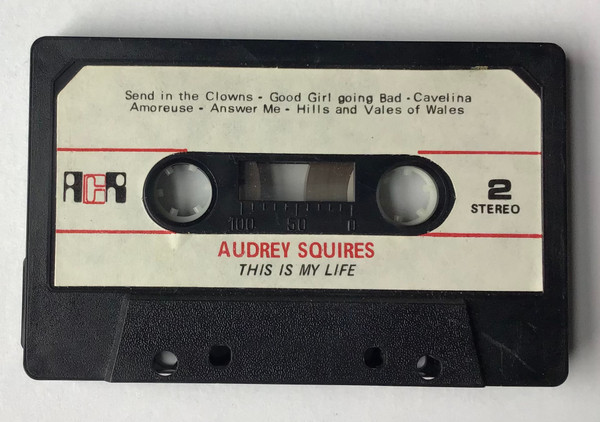 Send in the Clowns - Good Girl going Bad - Cavelina
Amoreuse - Answer Me - Hills and Vales of Wales
RCR
2
STEREO
100 50 0
AUDREY SQUIRES
THIS IS MY LIFE